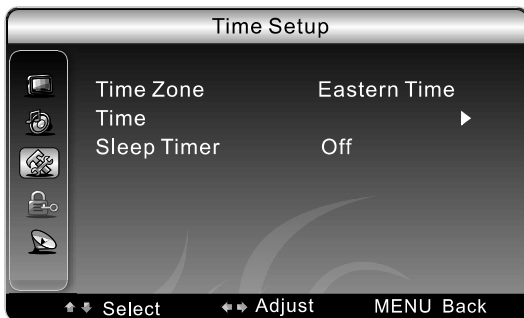 Time Setup
Time Zone Eastern Time
Time
Sleep Timer Off
Select Adjust MENU Back